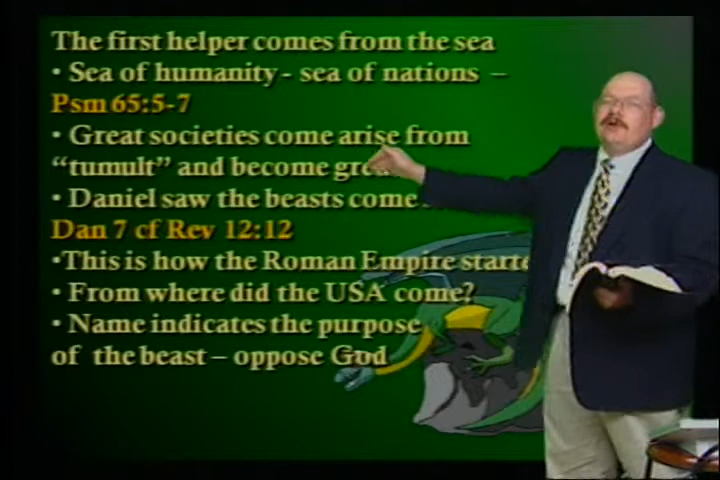 The first helper comes from the sea
• Sea of humanity - sea of nations –
Psm 65:5-7
• Great societies come arise from
“tumult” and become
• Daniel saw the beasts come
Dan 7 cf Rev 12:12
•This is how the Roman Empire
• From where did the USA come?
• Name indicates the purpose
of the beast – oppose God